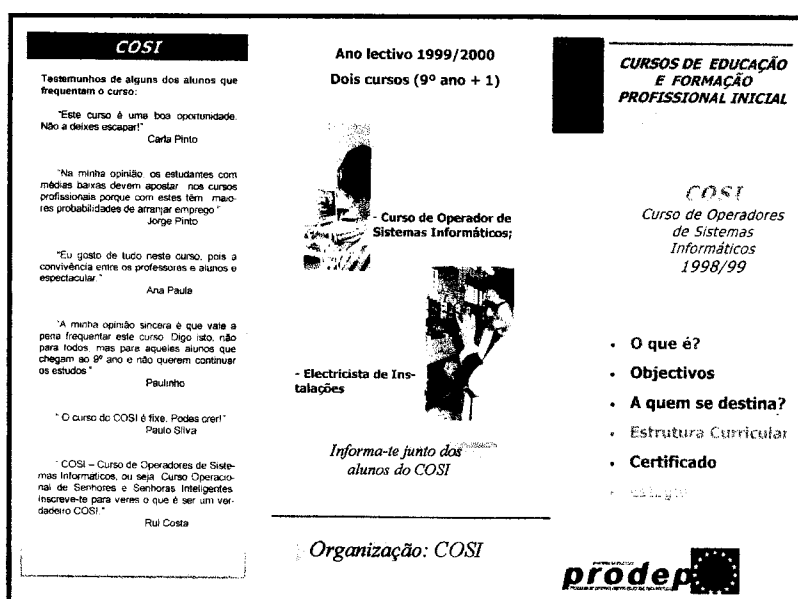 COSI
Testemunhos de alguns dos alunos que
frequentam o curso:
"Este curso é uma boa oportunidade.
Não a deixes escapar!"
Carla Pinto
"Na minha opinião, os estudantes com
médias baixas devem apostar nos cursos
profissionais porque com estes têm maio-
res probabilidades de arranjar emprego"
Jorge Pinto
"Eu gosto de tudo neste curso, pois a
convivência entre os professores e alunos e
espectacular."
Ana Paula
"A minha opinião sincera é que vale a
pena frequentar este curso. Digo isto, não
para todos, mas para aqueles alunos que
chegam ao 9º ano e não querem continuar
os estudos"
Paulinho
"O curso do COSI é fixe. Podes crer!"
Paulo Silva
"COSI – Curso de Operadores de Siste-
mas Informáticos, ou seja Curso Operacio-
nal de Senhores e Senhoras Inteligentes.
Inscreve-te para veres o que é ser um ver-
dadeiro COSI."
Rui Costa
Ano lectivo 1999/2000
Dois cursos (9º ano + 1)
- Curso de Operador de
Sistemas Informáticos;
- Electricista de Ins-
talações
Informa-te junto dos
alunos do COSI
Organização: COSI
CURSOS DE EDUCAÇÃO
E FORMAÇÃO
PROFISSIONAL INICIAL
COSI
Curso de Operadores
de Sistemas
Informáticos
1998/99
• O que é?
• Objectivos
• A quem se destina?
• Estrutura Curricular
• Certificado
• Estágio
prodep